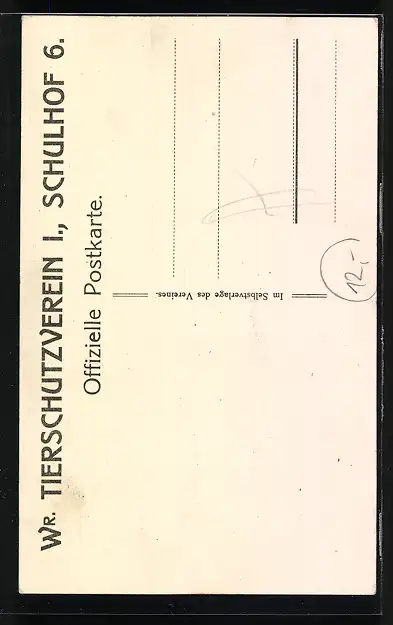 WR. TIERSCHUTZVEREIN I., SCHULHOF 6.
Offizielle Postkarte.
Im Selbstverlage des Vereines.
12,-